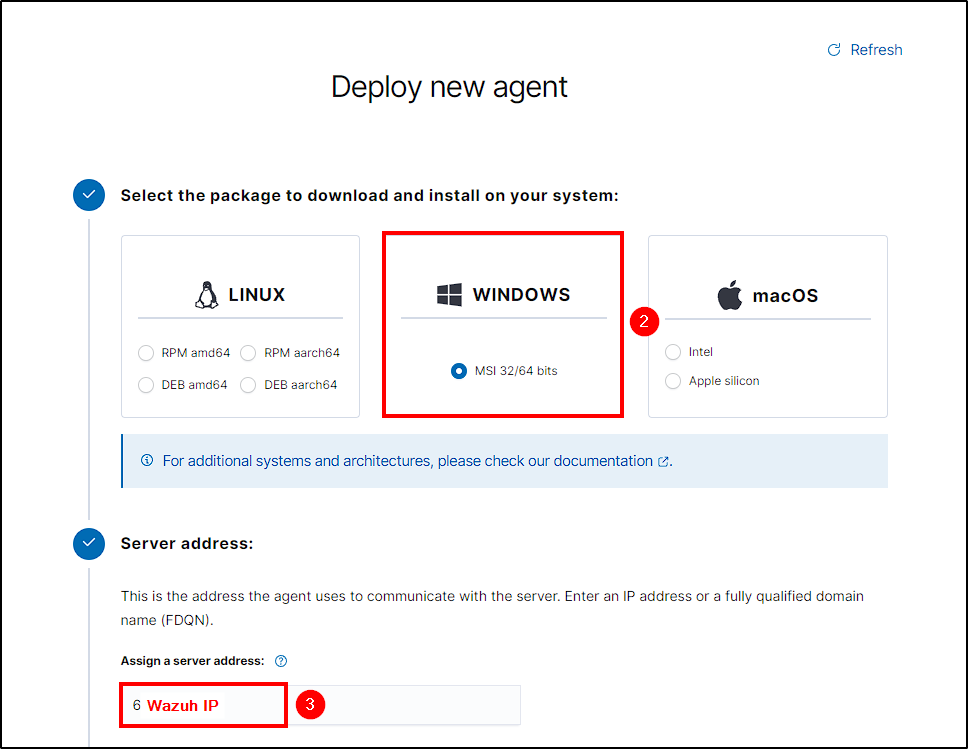 Refresh
Deploy new agent
Select the package to download and install on your system:
LINUX
RPM amd64 RPM aarch64
DEB amd64 DEB aarch64
WINDOWS
MSI 32/64 bits
2
macOS
Intel
Apple silicon
For additional systems and architectures, please check our documentation.
Server address:
This is the address the agent uses to communicate with the server. Enter an IP address or a fully qualified domain
name (FDQN).
Assign a server address: ?
6 Wazuh IP 3